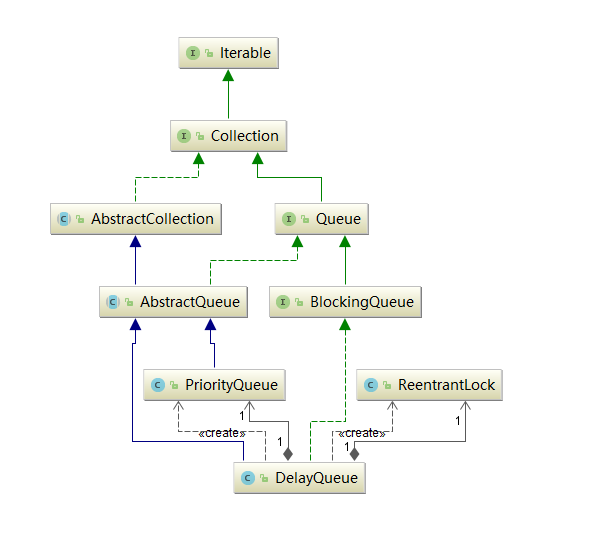 I Iterable
I Collection
C AbstractCollection
I Queue
C AbstractQueue
I BlockingQueue
C PriorityQueue
C ReentrantLock
1
1
«create»
1
«create»
1
C DelayQueue